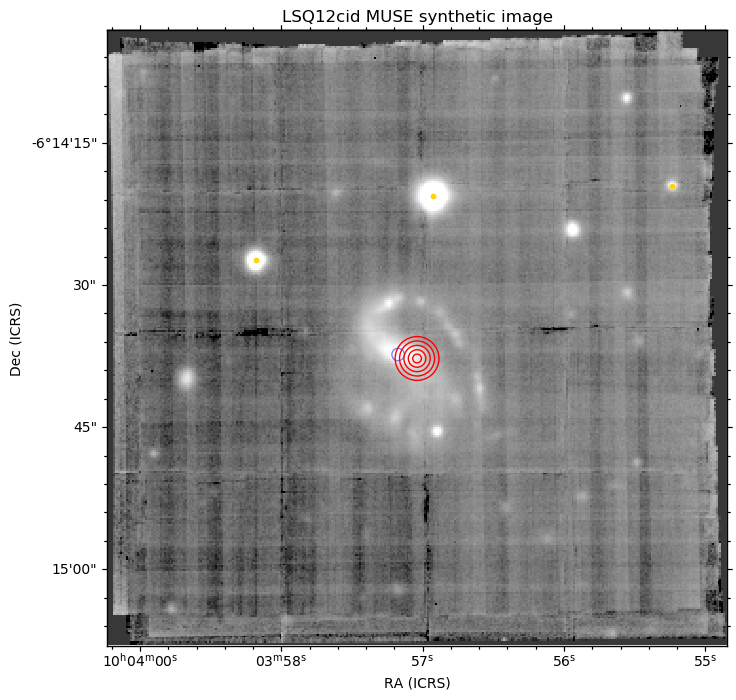 LSQ12cid MUSE synthetic image
-6°14'15"
30"
45"
15'00"
Dec (ICRS)
10ʰ04ᵐ00ˢ
03ᵐ58ˢ
57ˢ
56ˢ
55ˢ
RA (ICRS)